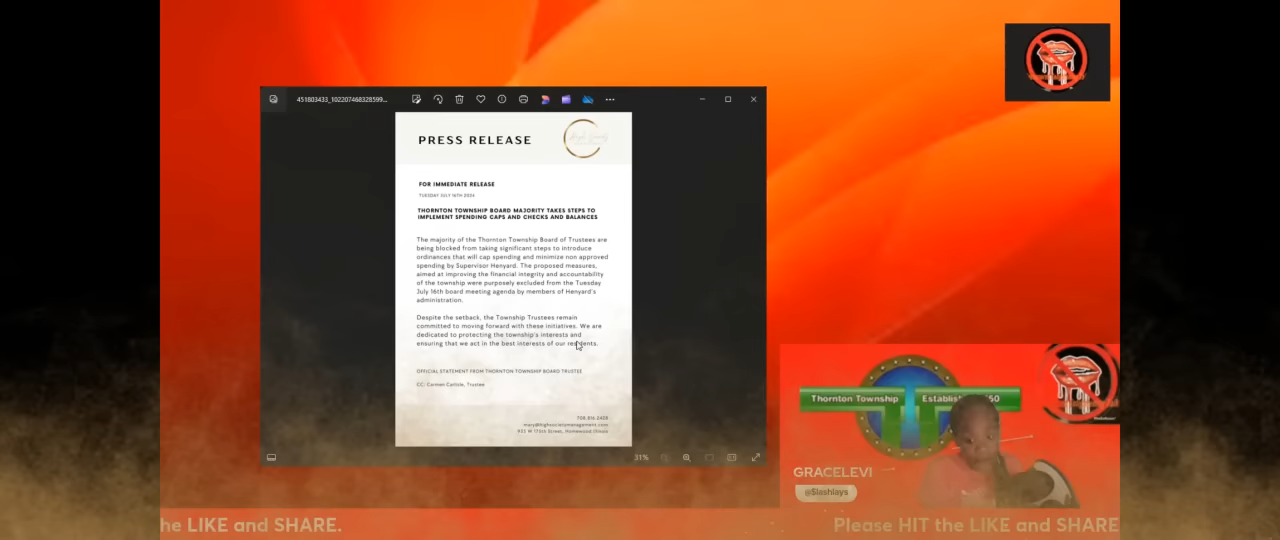 451803433_102207468328599...
PRESS RELEASE
FOR IMMEDIATE RELEASE
TUESDAY JULY 16TH 2024
THORNTON TOWNSHIP BOARD MAJORITY TAKES STEPS TO
IMPLEMENT SPENDING CAPS AND CHECKS AND BALANCES
The majority of the Thornton Township Board of Trustees are
being blocked from taking significant steps to introduce
ordinances that will cap spending and minimize non approved
spending by Supervisor Henyard. The proposed measures,
aimed at improving the financial integrity and accountability
of the township were purposely excluded from the Tuesday
July 16th board meeting agenda by members of Henyard's
administration.
Despite the setback, the Township Trustees remain
committed to moving forward with these initiatives. We are
dedicated to protecting the township's interests and
ensuring that we act in the best interests of our residents.
OFFICIAL STATEMENT FROM THORNTON TOWNSHIP BOARD TRUSTEE
CC: Carmen Carlisle, Trustee
Homewood Illinois
31%
Thornton Township
GRACELEVI
he LIKE and SHARE.
Please HIT the LIKE and SHARE